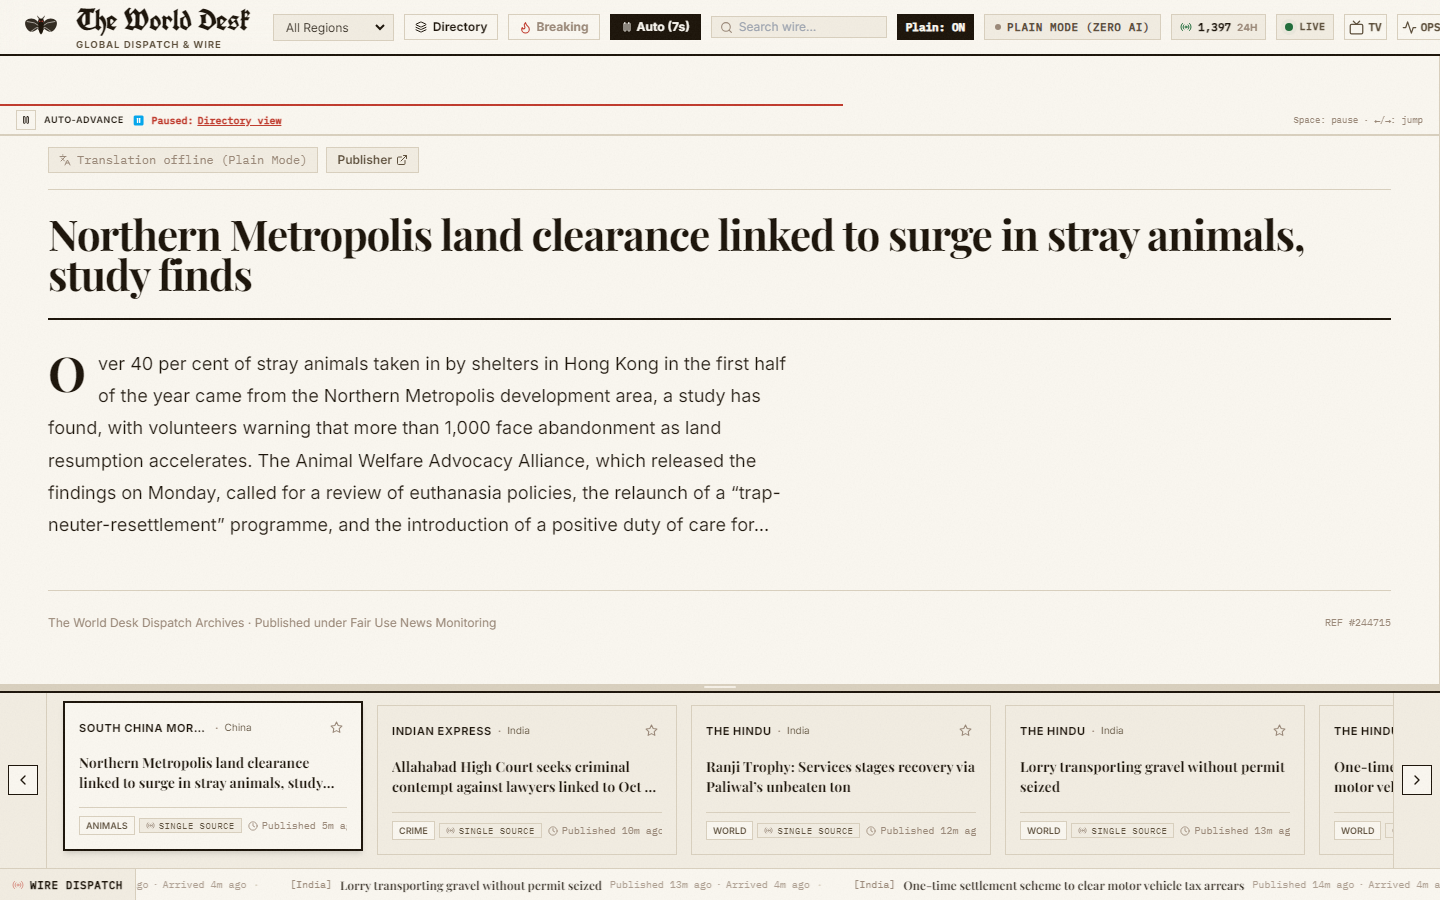 The World Desk
GLOBAL DISPATCH & WIRE
All Regions
Directory
Breaking
Auto (7s)
Search wire...
Plain: ON
PLAIN MODE (ZERO AI)
1,397 24H
LIVE
TV
OPS
AUTO-ADVANCE
Paused: Directory view
Space: pause · ←/→: jump
Translation offline (Plain Mode)
Publisher
Northern Metropolis land clearance linked to surge in stray animals,
study finds
Over 40 per cent of stray animals taken in by shelters in Hong Kong in the first half
of the year came from the Northern Metropolis development area, a study has
found, with volunteers warning that more than 1,000 face abandonment as land
resumption accelerates. The Animal Welfare Advocacy Alliance, which released the
findings on Monday, called for a review of euthanasia policies, the relaunch of a “trap-
neuter-resettlement” programme, and the introduction of a positive duty of care for...
The World Desk Dispatch Archives · Published under Fair Use News Monitoring
REF #244715
SOUTH CHINA MOR... · China
Northern Metropolis land clearance
linked to surge in stray animals, study...
ANIMALS
SINGLE SOURCE
Published 5m a
INDIAN EXPRESS · India
Allahabad High Court seeks criminal
contempt against lawyers linked to Oct ...
CRIME
SINGLE SOURCE
Published 10m ago
THE HINDU · India
Ranji Trophy: Services stages recovery via
Paliwal's unbeaten ton
WORLD
SINGLE SOURCE
Published 12m ag
THE HINDU · India
Lorry transporting gravel without permit
seized
WORLD
SINGLE SOURCE
Published 13m ag
THE HINDU
One-time
motor vel
WORLD
WIRE DISPATCH
go · Arrived 4m ago ·
[India] Lorry transporting gravel without permit seized Published 13m ago · Arrived 4m ago ·
[India] One-time settlement scheme to clear motor vehicle tax arrears Published 14m ago · Arrived 4m a